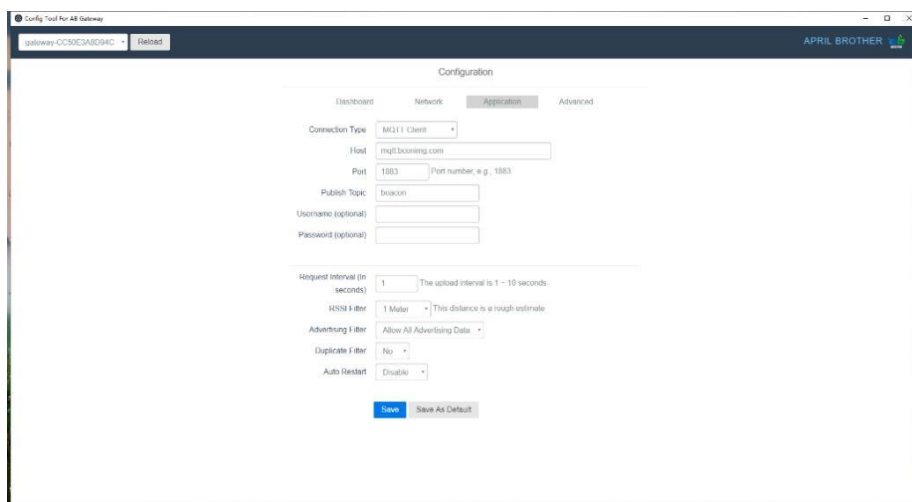 Config Tool For AB Gateway
gateway-CC50E3A8D94C Reload APRIL BROTHER
Configuration
Dashboard Network Application Advanced
Connection Type MQTT Client
Host mqtt.bconimg.com
Port 1883 Port number, e.g., 1883
Publish Topic beacon
Username (optional)
Password (optional)
Request Interval (in
seconds) 1 The upload interval is 1 ~ 10 seconds
RSSI Filter 1 Meter This distance is a rough estimate
Advertising Filter Allow All Advertising Data
Duplicate Filter No
Auto Restart Disable
Save Save As Default